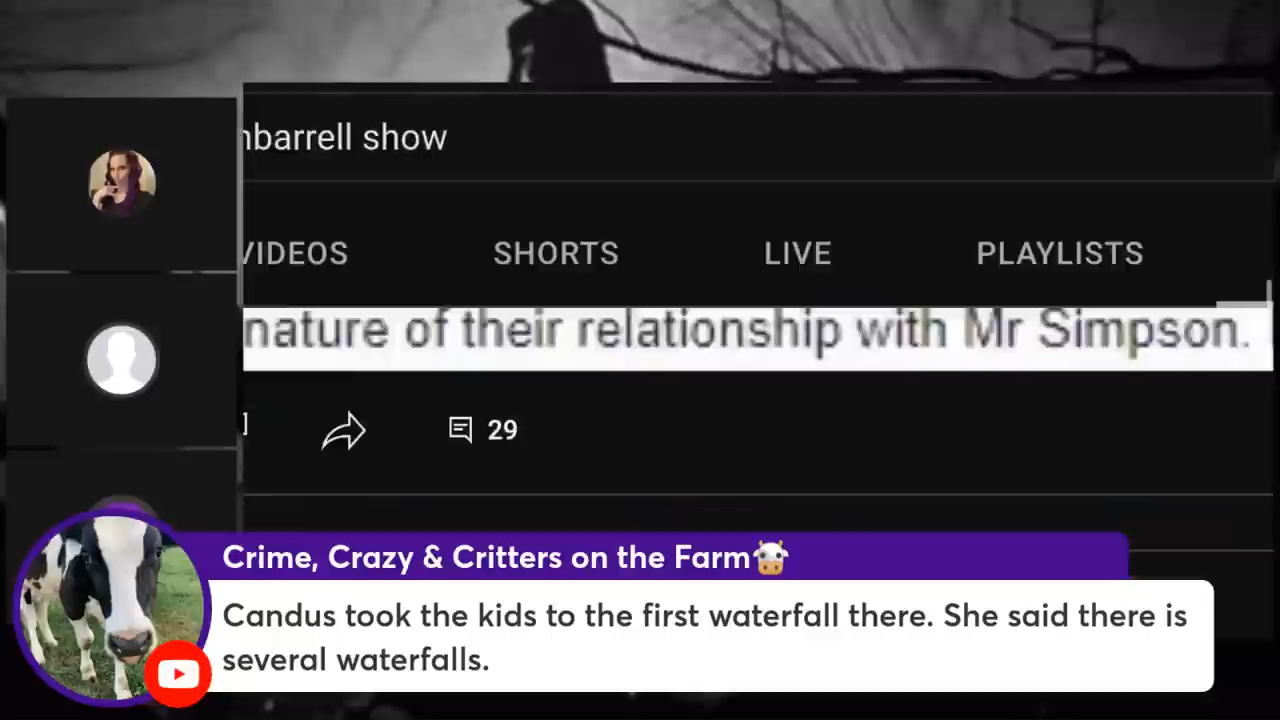 barrell show
VIDEOS SHORTS LIVE PLAYLISTS
nature of their relationship with Mr Simpson.
29
Crime, Crazy & Critters on the Farm🐮
Candus took the kids to the first waterfall there. She said there is
several waterfalls.